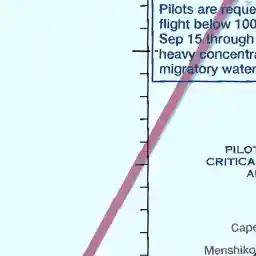 Pilots are reque
flight below 100
Sep 15 through
heavy concentra
migratory water
PILOT
CRITICA
A
Cape
Menshiko